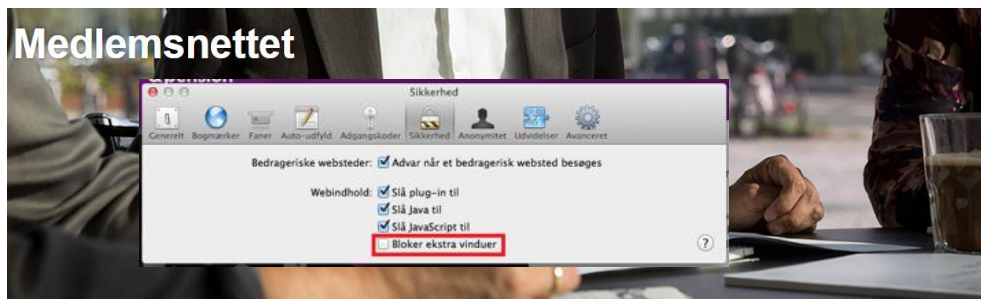 Medlemsnettet
& pension
Sikkerhed
Generelt Bogmærker Faner Auto-udfyld Adgangskoder Sikkerhed Anonymitet Udvidelser Avanceret
Bedrageriske websteder: Advar når et bedragerisk websted besøges
Webindhold: Slå plug-in til
Slå Java til
Slå JavaScript til
Bloker ekstra vinduer
?